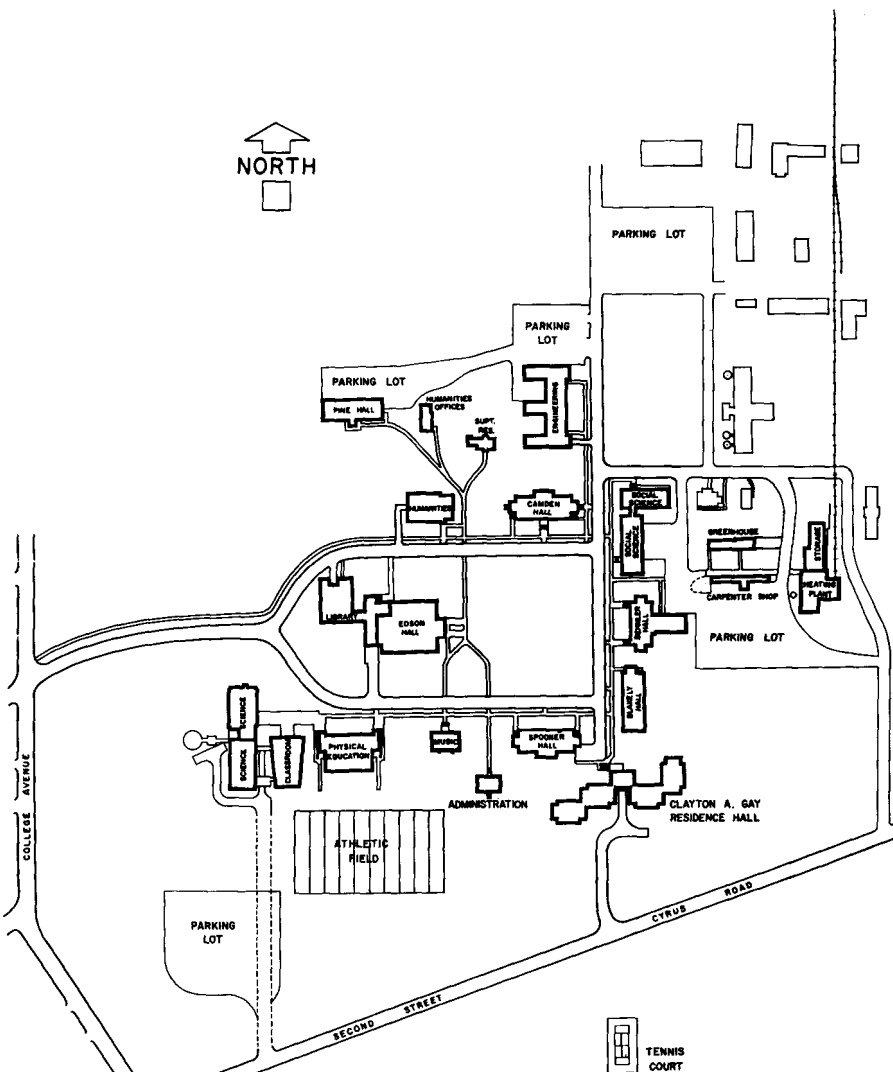 NORTH
PARKING LOT
PARKING
LOT
PARKING LOT
PINE HALL
HUMANITIES
OFFICES
SUPT.
RES.
ENGINEERING
HUMANITIES
CAMDEN
HALL
SOCIAL
SCIENCE
SOCIAL
SCIENCE
GREENHOUSE
STORAGE
CARPENTER SHOP
HEATING
PLANT
LIBRARY
EDSON
HALL
HALL
PARKING LOT
BLAKELY
HALL
SCIENCE
SCIENCE
CLASSROOM
PHYSICAL
EDUCATION
MUSIC
SPOONER
HALL
ADMINISTRATION
CLAYTON A. GAY
RESIDENCE HALL
COLLEGE AVENUE
ATHLETIC
FIELD
PARKING
LOT
SECOND STREET
CYRUS ROAD
TENNIS
COURT